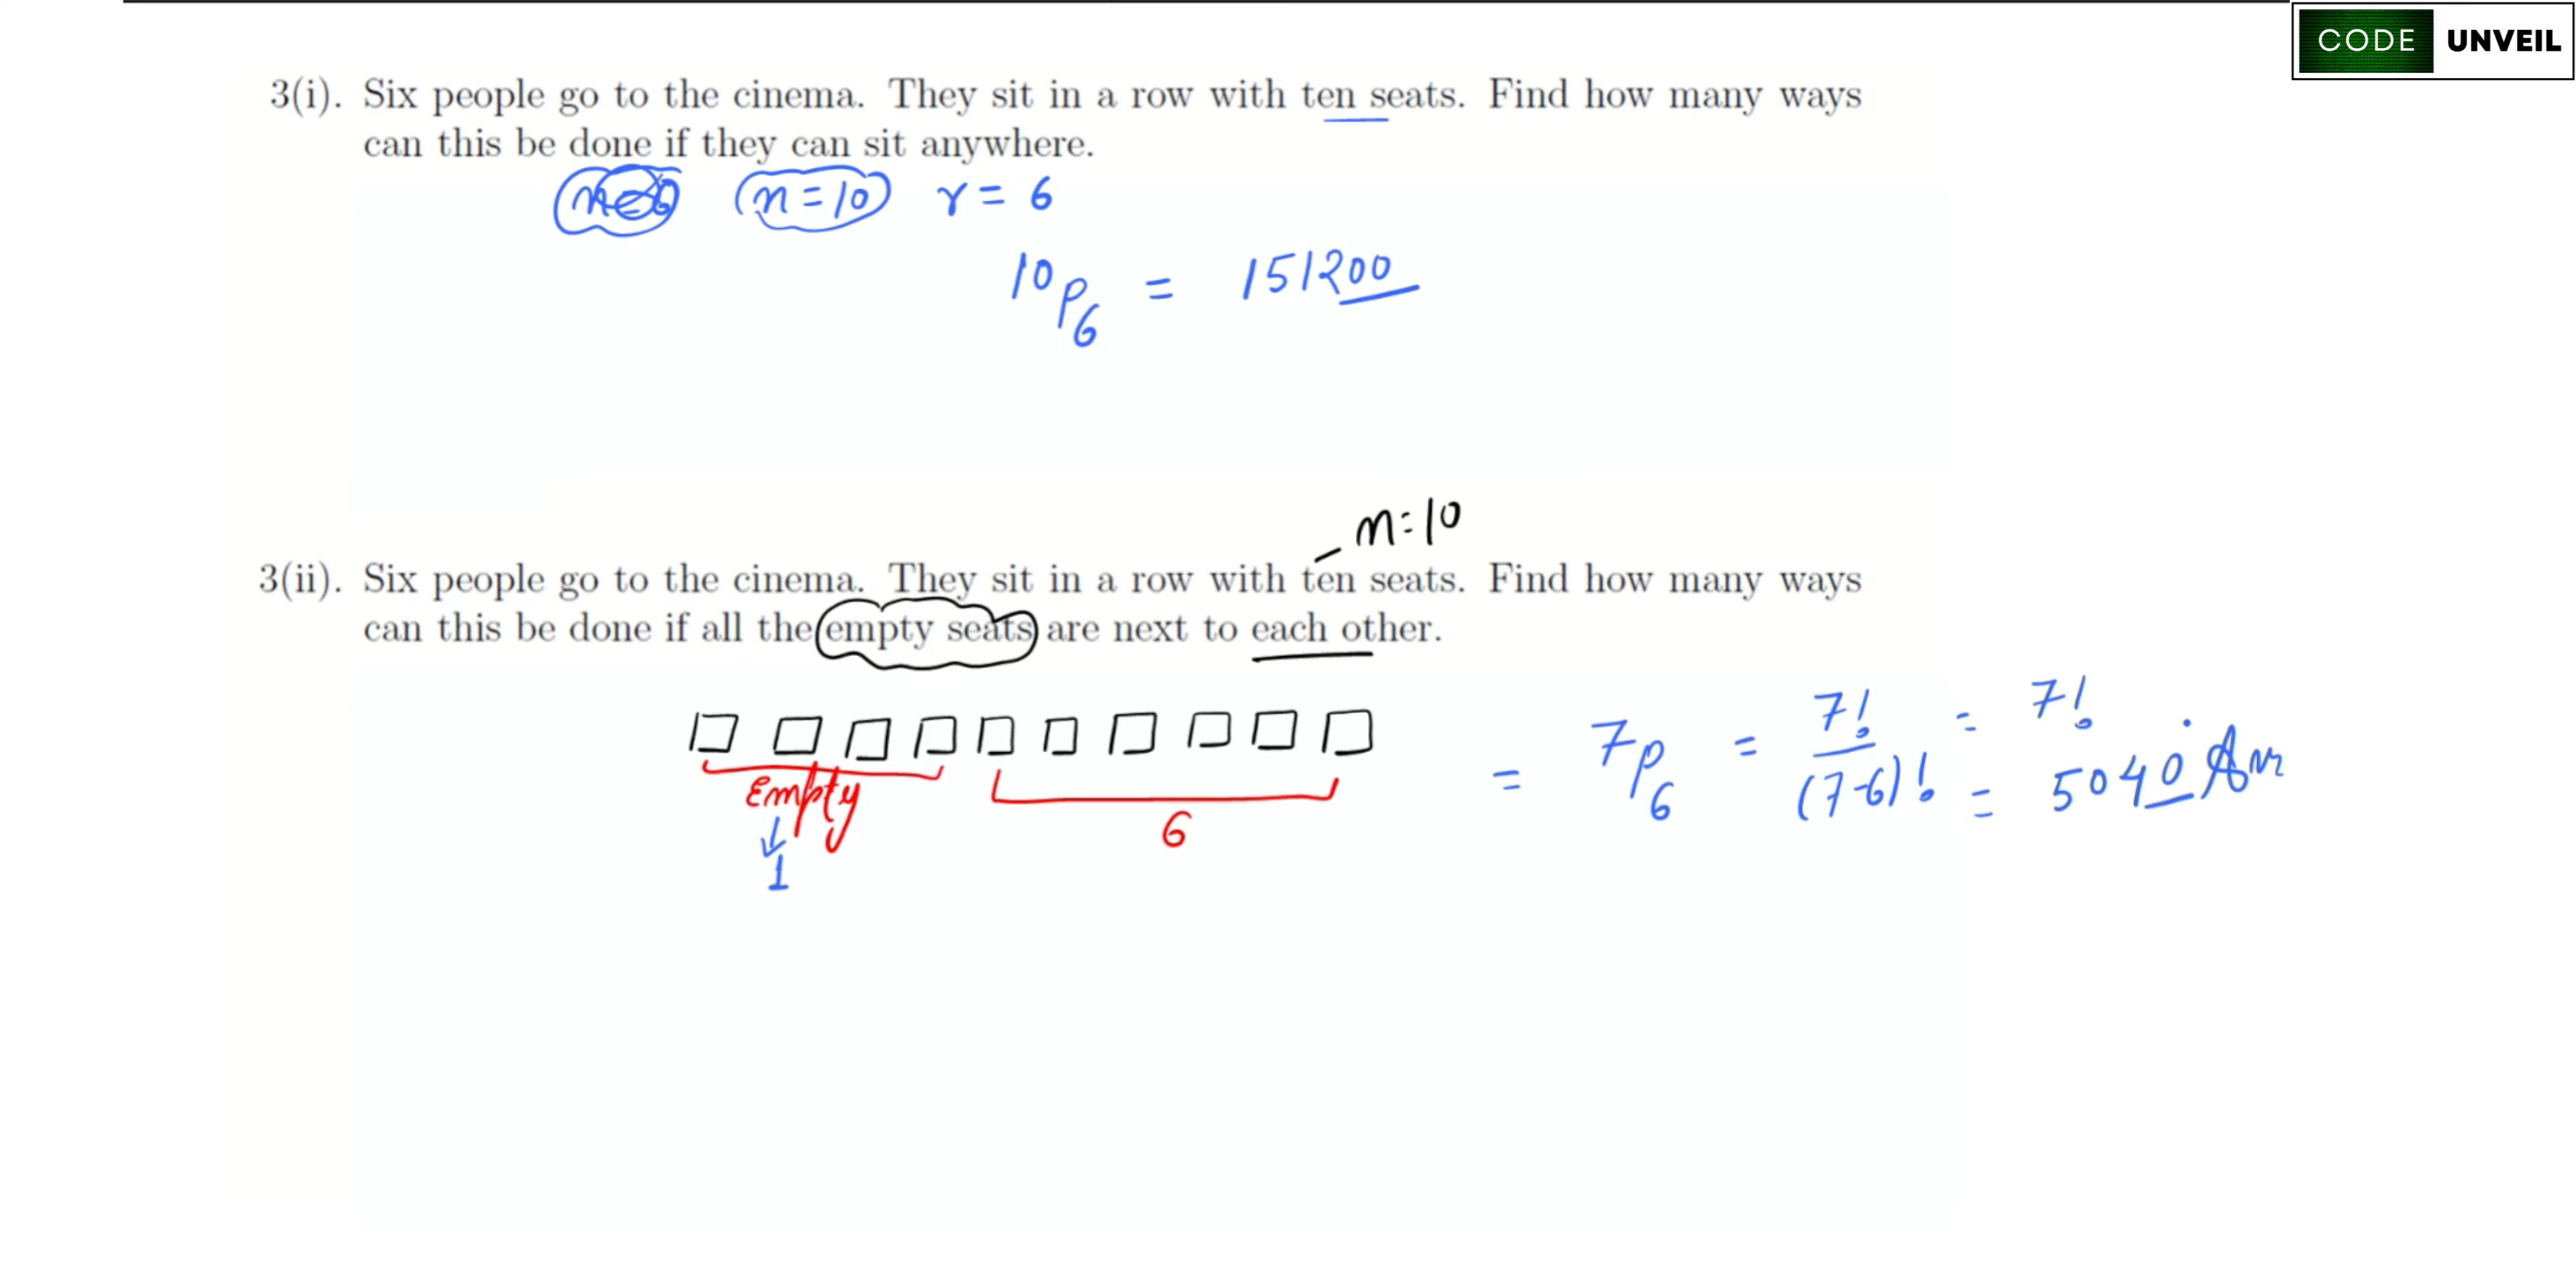 CODE UNVEIL
3(i). Six people go to the cinema. They sit in a row with ten seats. Find how many ways
can this be done if they can sit anywhere.
n=10 r = 6
10P6 = 151200
n=10
3(ii). Six people go to the cinema. They sit in a row with ten seats. Find how many ways
can this be done if all the empty seats are next to each other.
Empty
1
6
= 7P6 = 7!/(7-6)! = 7!
= 5040 Ans